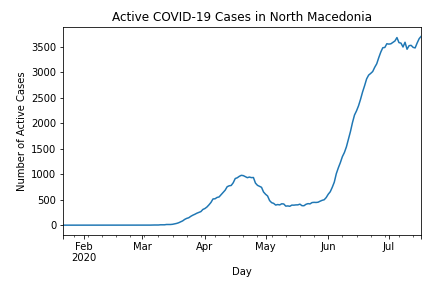 Active COVID-19 Cases in North Macedonia
Number of Active Cases
3500
3000
2500
2000
1500
1000
500
0
Feb Mar Apr May Jun Jul
2020
Day